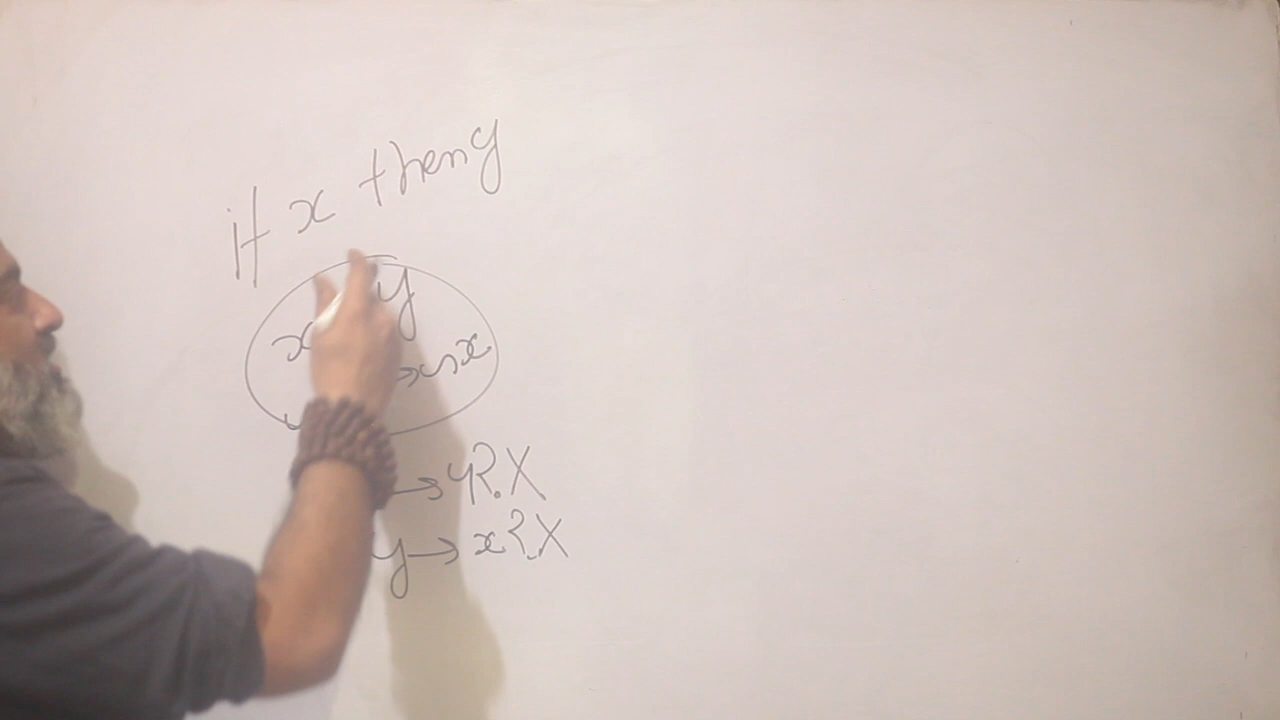 if x then y
x y
→ y?. X
y → x?. X